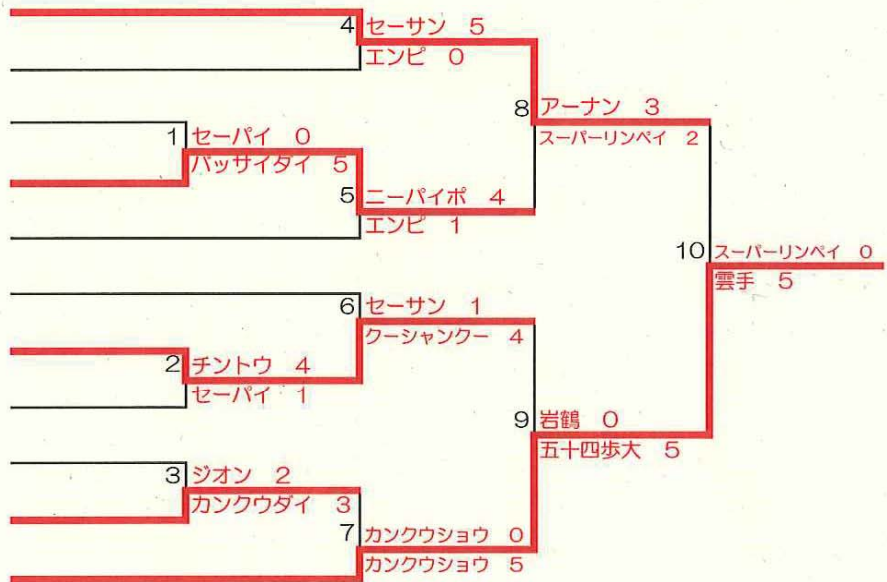 4 セーサン 5
エンピ 0
8 アーナン 3
スーパーリンペイ 2
1 セーパイ 0
バッサイダイ 5
5 ニーパイポ 4
エンピ 1
10 スーパーリンペイ 0
雲手 5
6 セーサン 1
クーシャンクー 4
2 チントウ 4
セーパイ 1
9 岩鶴 0
五十四歩大 5
3 ジオン 2
カンクウダイ 3
7 カンクウショウ 0
カンクウショウ 5